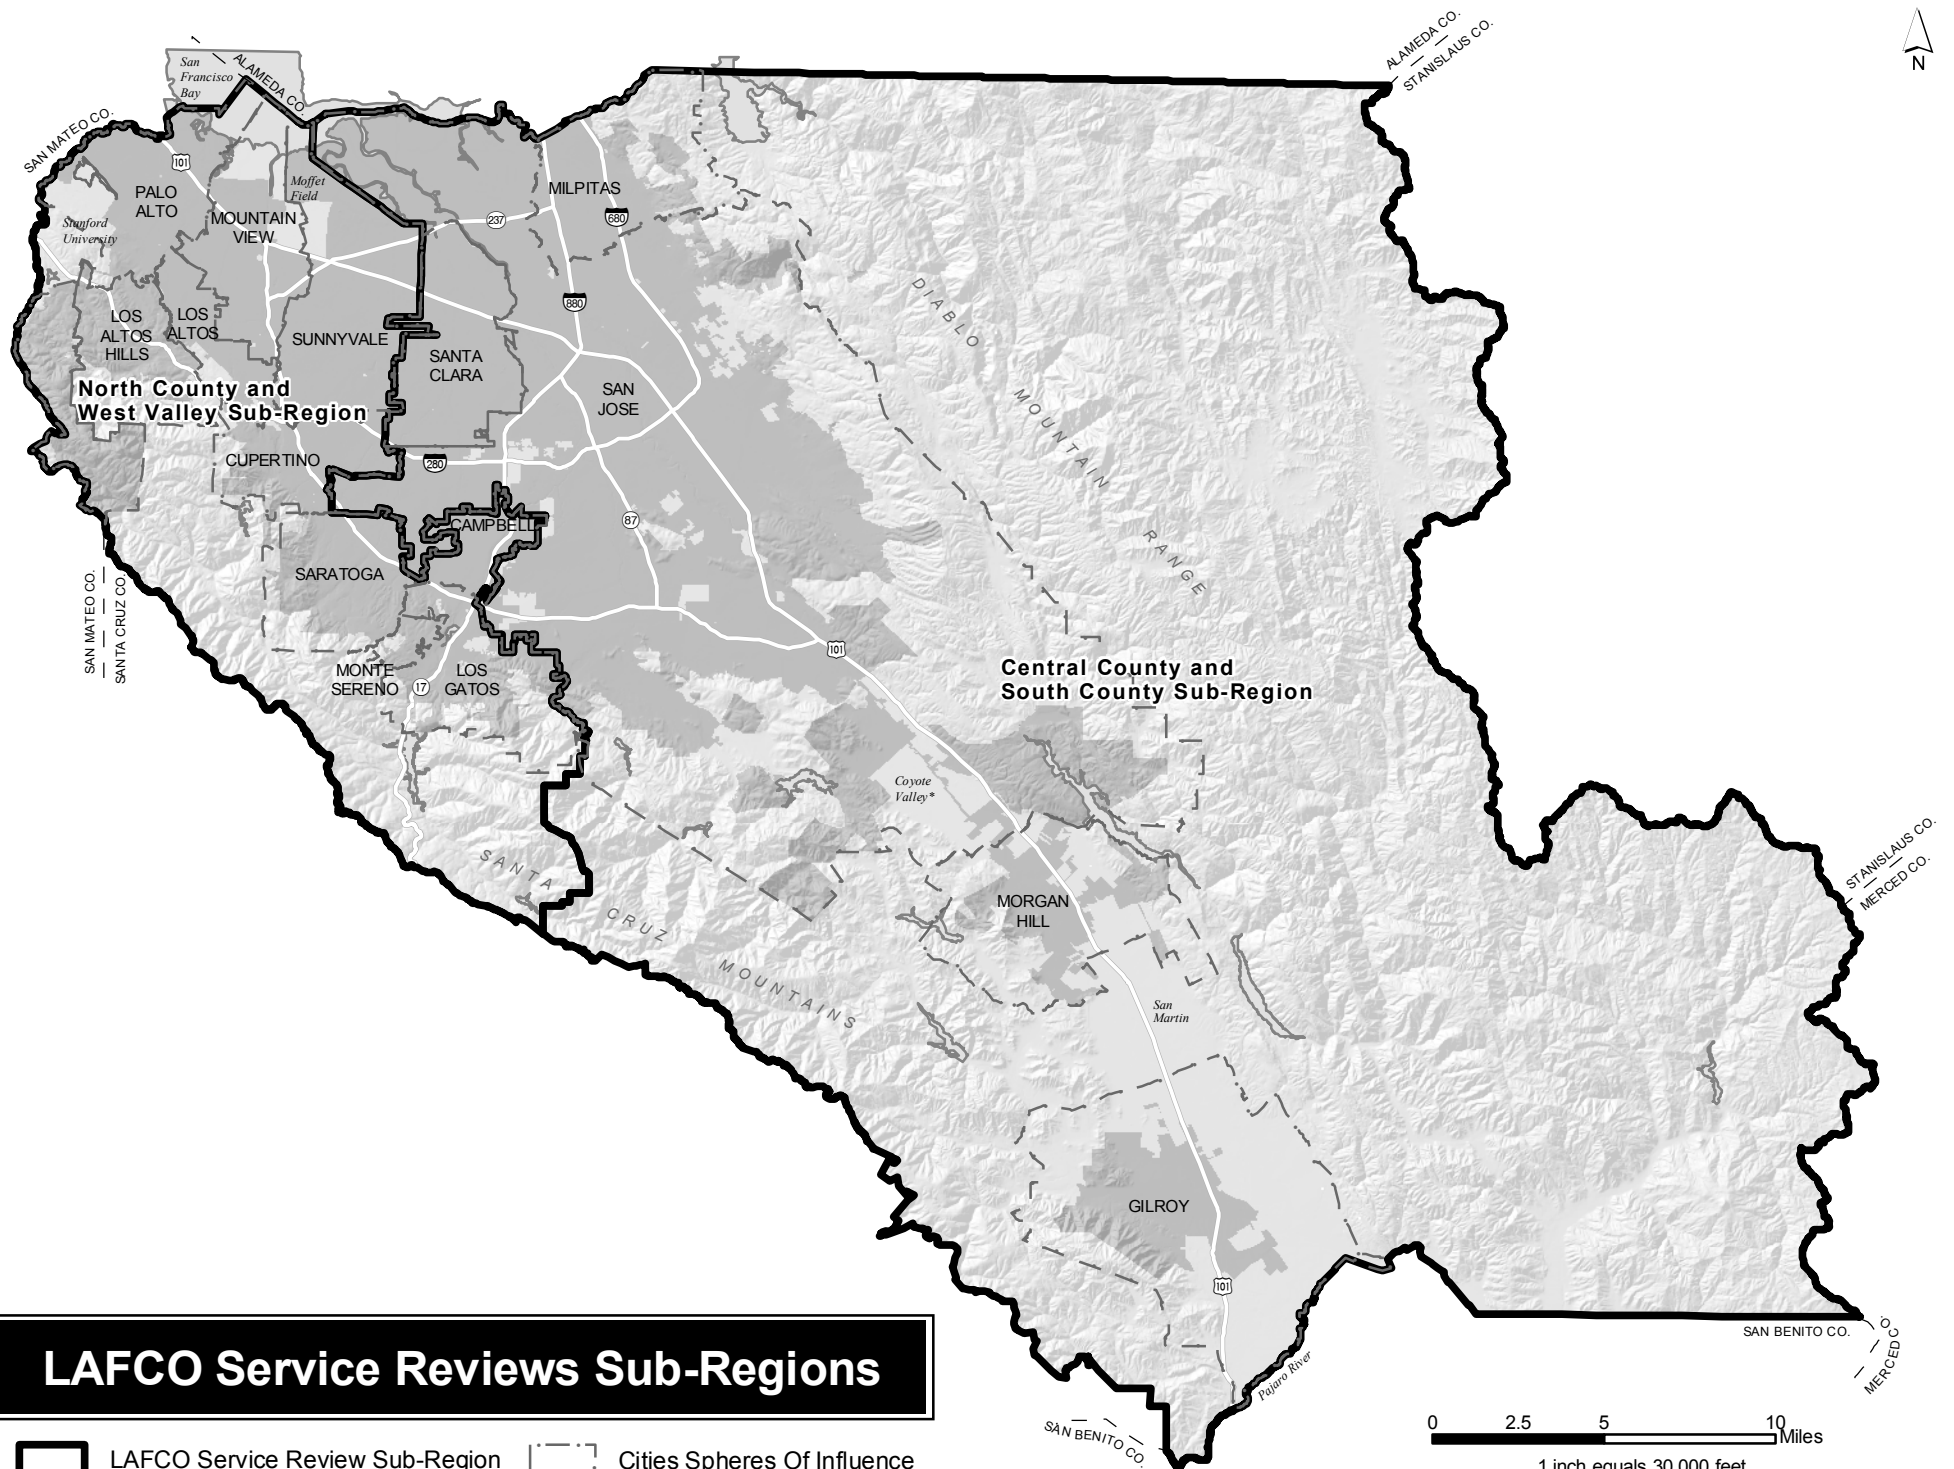 ALAMEDA CO.
STANISLAUS CO.
N
San
Francisco
Bay
ALAMEDA CO.
SAN MATEO CO.
101
PALO
ALTO
Moffet
Field
MILPITAS
Stanford
University
MOUNTAIN
VIEW
237
680
880
DIABLO
MOUNTAIN
RANGE
LOS
ALTOS
HILLS
LOS
ALTOS
SUNNYVALE
SANTA
CLARA
SAN
JOSE
North County and
West Valley Sub-Region
CUPERTINO
280
CAMPBELL
87
SARATOGA
SAN MATEO CO.
SANTA CRUZ CO.
MONTE
SERENO
17
LOS
GATOS
101
Central County and
South County Sub-Region
Coyote
Valley*
SANTA
CRUZ
MOUNTAINS
MORGAN
HILL
STANISLAUS CO.
MERCED CO.
San
Martin
GILROY
101
Pajaro River
SAN BENITO CO.
MERCED CO.
SAN BENITO CO.
LAFCO Service Reviews Sub-Regions
LAFCO Service Review Sub-Region
Cities Spheres Of Influence
0 2.5 5 10
Miles
1 inch equals 30,000 feet